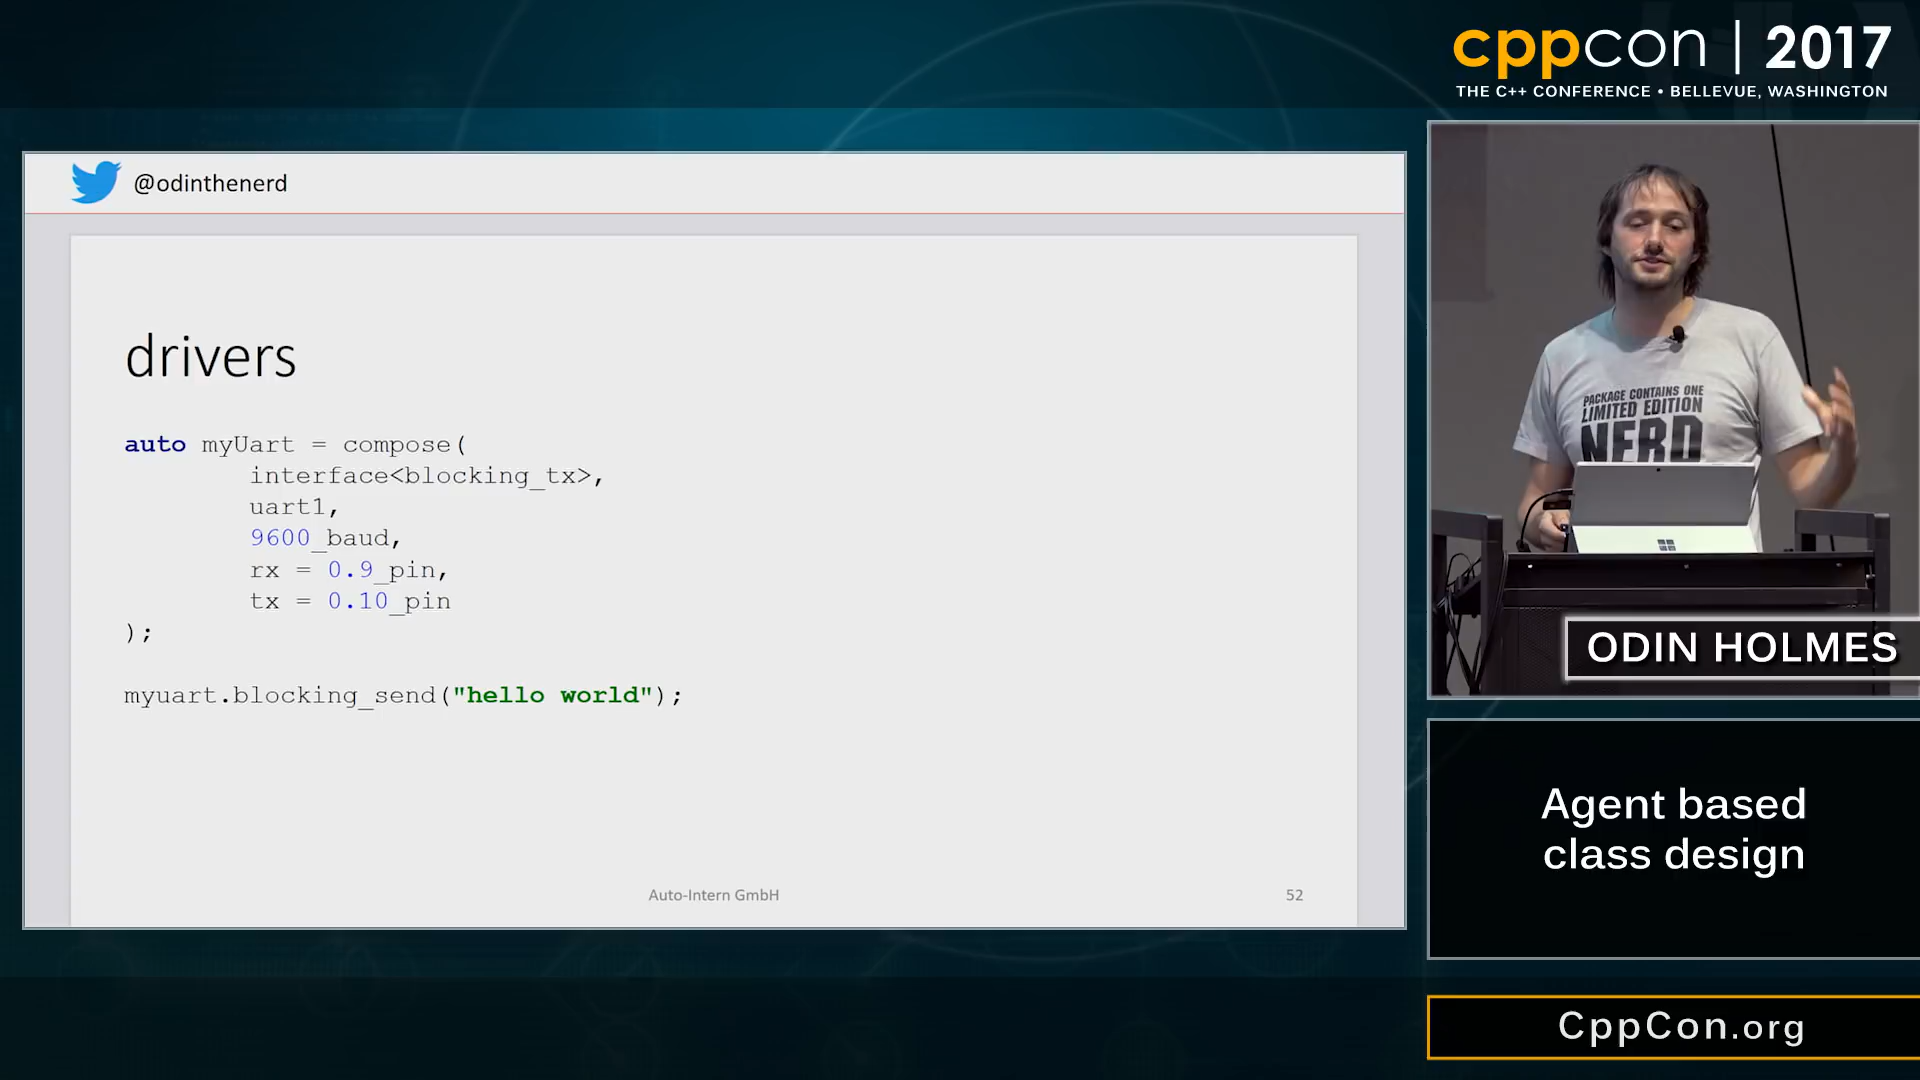 cppcon | 2017
THE C++ CONFERENCE • BELLEVUE, WASHINGTON
@odinthenerd
drivers
auto myUart = compose(
interface<blocking_tx>,
uart1,
9600_baud,
rx = 0.9_pin,
tx = 0.10_pin
);
myuart.blocking_send("hello world");
Auto-Intern GmbH
52
PACKAGE CONTAINS ONE
LIMITED EDITION
NERD
ODIN HOLMES
Agent based
class design
CppCon.org